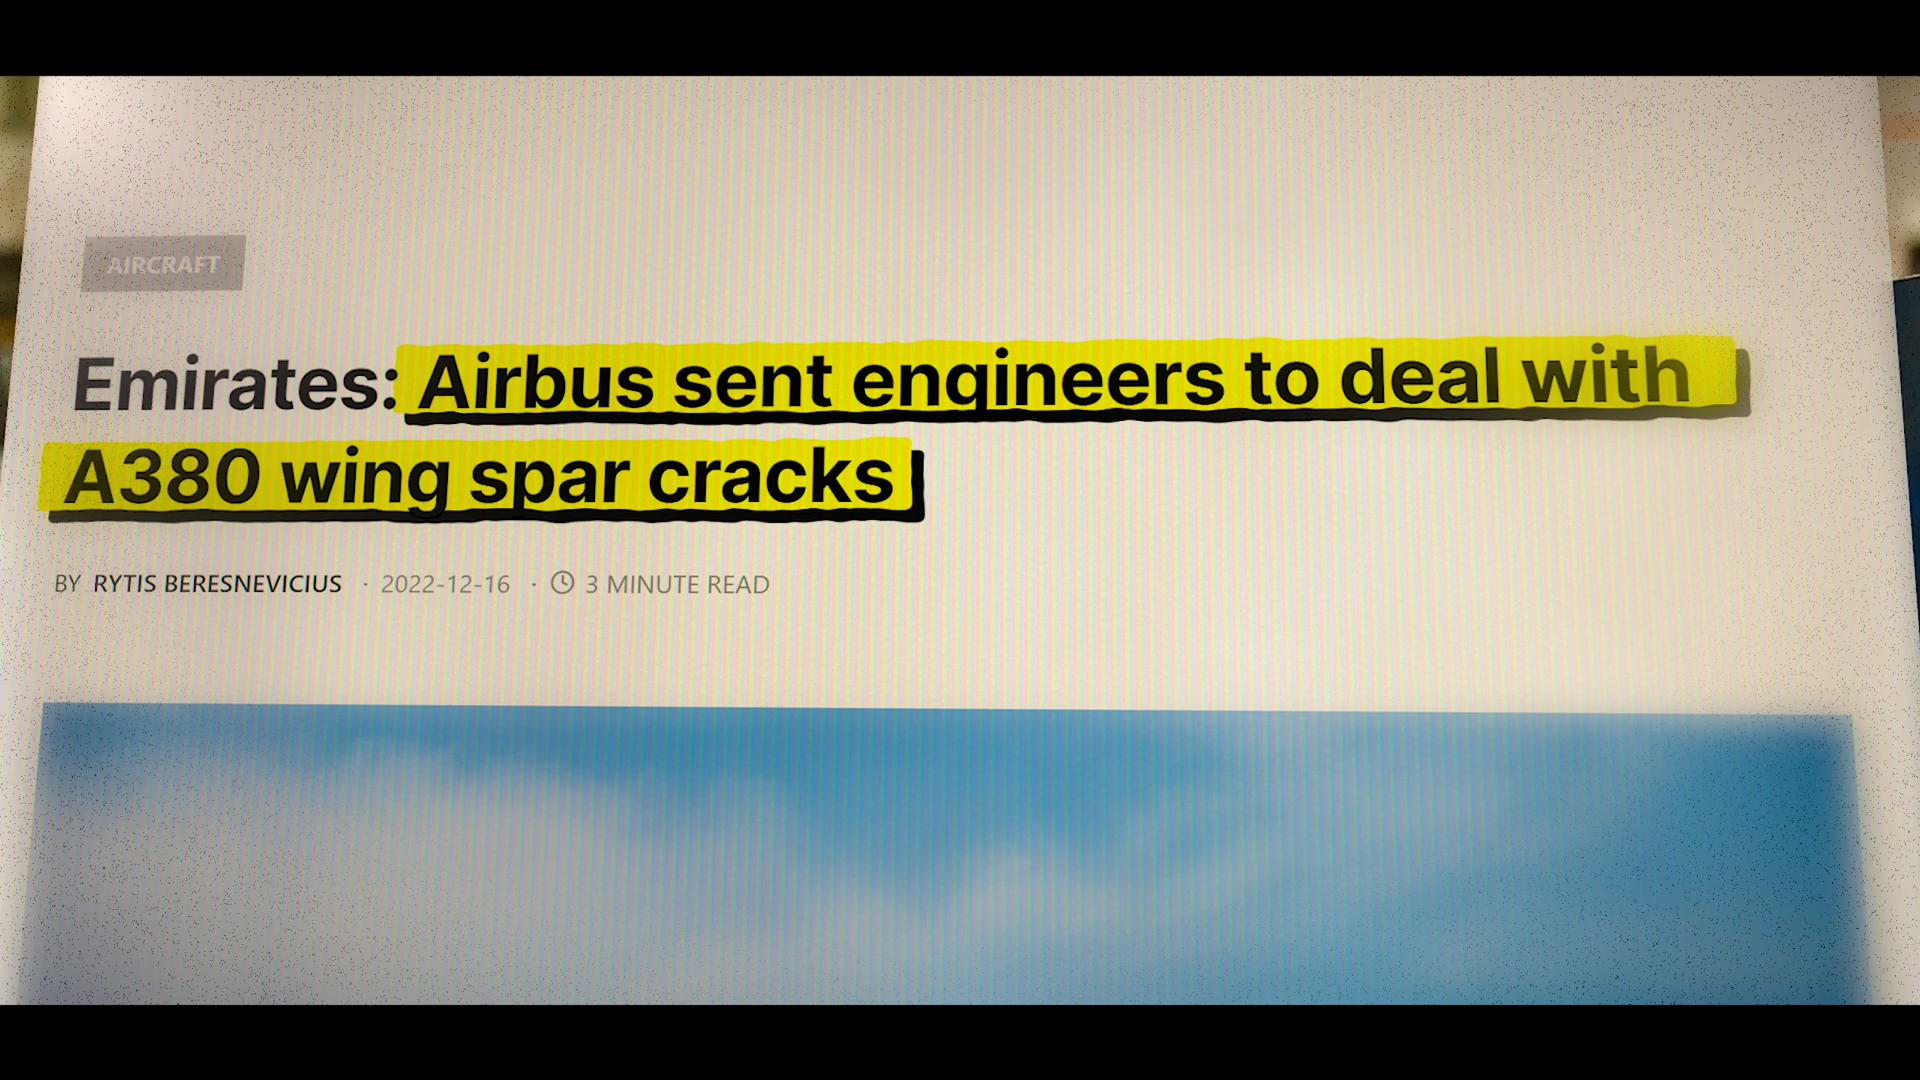 AIRCRAFT
Emirates: Airbus sent engineers to deal with
A380 wing spar cracks
BY RYTIS BERESNEVICIUS · 2022-12-16 · 3 MINUTE READ